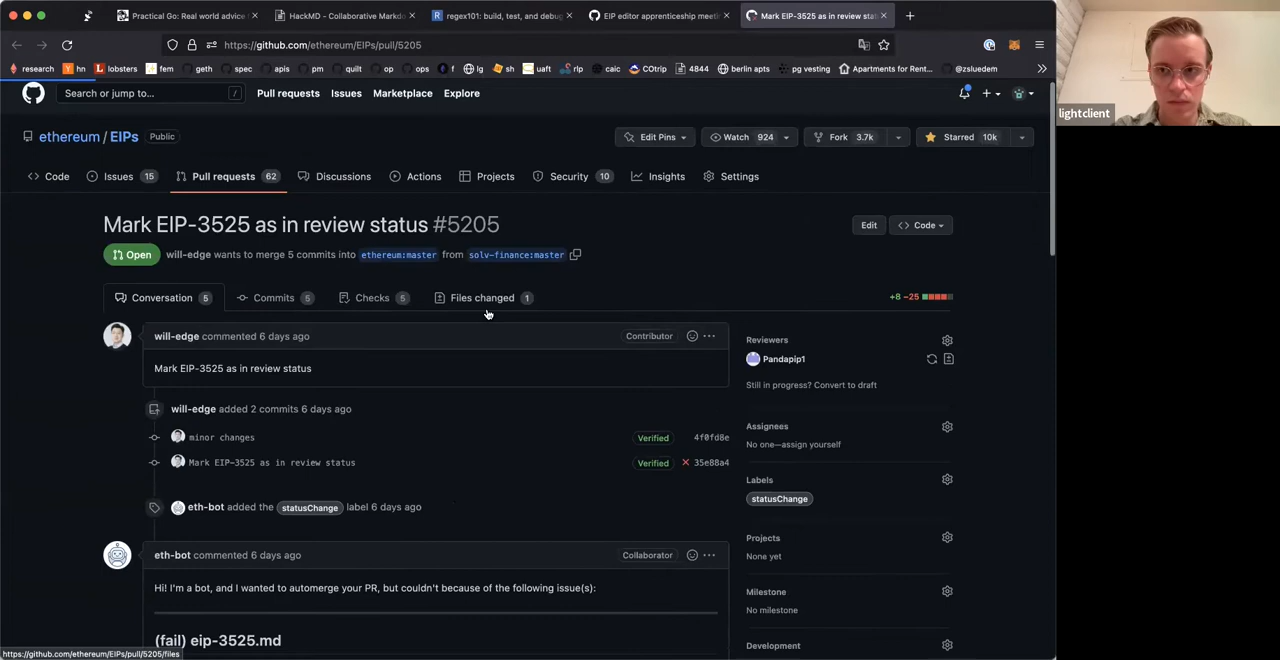 Practical Go: Real world advice
HackMD - Collaborative Markdo
regex101: build, test, and debug
EIP editor apprenticeship meeti
Mark EIP-3525 as in review stat
https://github.com/ethereum/EIPs/pull/5205
research hn lobsters fem geth spec apis pm quilt op ops f lg sh uaft rlp caic COtrip 4844 berlin apts pg vesting Apartments for Rent... @zsluedem
Search or jump to... /
Pull requests Issues Marketplace Explore
ethereum / EIPs Public
Edit Pins Watch 924 Fork 3.7k Starred 10k
Code Issues 15 Pull requests 62 Discussions Actions Projects Security 10 Insights Settings
Mark EIP-3525 as in review status #5205
Edit <> Code
Open will-edge wants to merge 5 commits into ethereum:master from solv-finance:master
Conversation 5 Commits 5 Checks 5 Files changed 1
+8 −25
will-edge commented 6 days ago Contributor
Mark EIP-3525 as in review status
will-edge added 2 commits 6 days ago
minor changes Verified 4f0fd8e
Mark EIP-3525 as in review status Verified 35e88a4
eth-bot added the statusChange label 6 days ago
eth-bot commented 6 days ago Collaborator
Hi! I'm a bot, and I wanted to automerge your PR, but couldn't because of the following issue(s):
(fail) eip-3525.md
Reviewers
Pandapip1
Still in progress? Convert to draft
Assignees
No one—assign yourself
Labels
statusChange
Projects
None yet
Milestone
No milestone
Development
https://github.com/ethereum/EIPs/pull/5205/files
lightclient